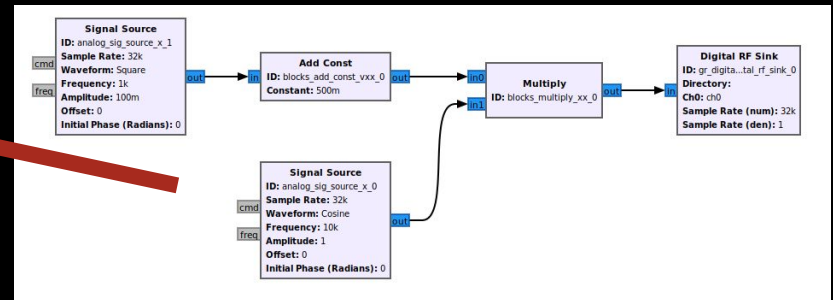 Signal Source
ID: analog_sig_source_x_1
Sample Rate: 32k
Waveform: Square
Frequency: 1k
Amplitude: 100m
Offset: 0
Initial Phase (Radians): 0
cmd
freq
out
in
Add Const
ID: blocks_add_const_vxx_0
Constant: 500m
out
in0
in1
Multiply
ID: blocks_multiply_xx_0
out
in
Digital RF Sink
ID: gr_digita...tal_rf_sink_0
Directory:
Ch0: ch0
Sample Rate (num): 32k
Sample Rate (den): 1
Signal Source
ID: analog_sig_source_x_0
Sample Rate: 32k
Waveform: Cosine
Frequency: 10k
Amplitude: 1
Offset: 0
Initial Phase (Radians): 0
cmd
freq
out